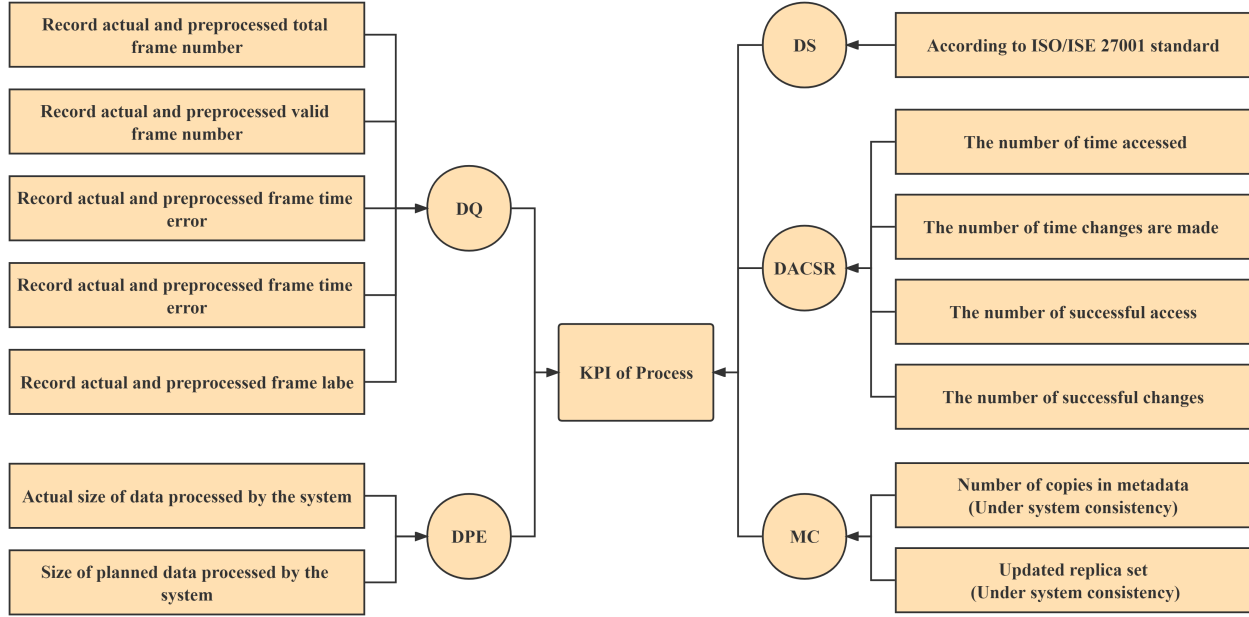 Record actual and preprocessed total
frame number
Record actual and preprocessed valid
frame number
Record actual and preprocessed frame time
error
Record actual and preprocessed frame time
error
Record actual and preprocessed frame labe
Actual size of data processed by the system
Size of planned data processed by the
system
DQ
DPE
KPI of Process
DS
DACSR
MC
According to ISO/ISE 27001 standard
The number of time accessed
The number of time changes are made
The number of successful access
The number of successful changes
Number of copies in metadata
(Under system consistency)
Updated replica set
(Under system consistency)